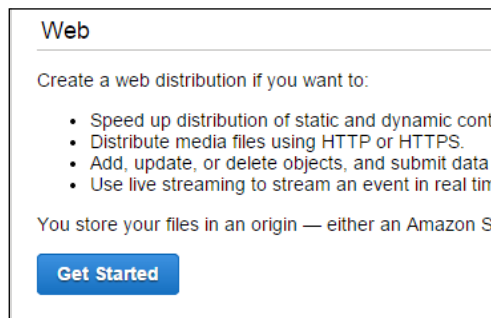 Web
Create a web distribution if you want to:
• Speed up distribution of static and dynamic
• Distribute media files using HTTP or HTTPS.
• Add, update, or delete objects, and submit data
• Use live streaming to stream an event in real
You store your files in an origin — either an Amazon
Get Started